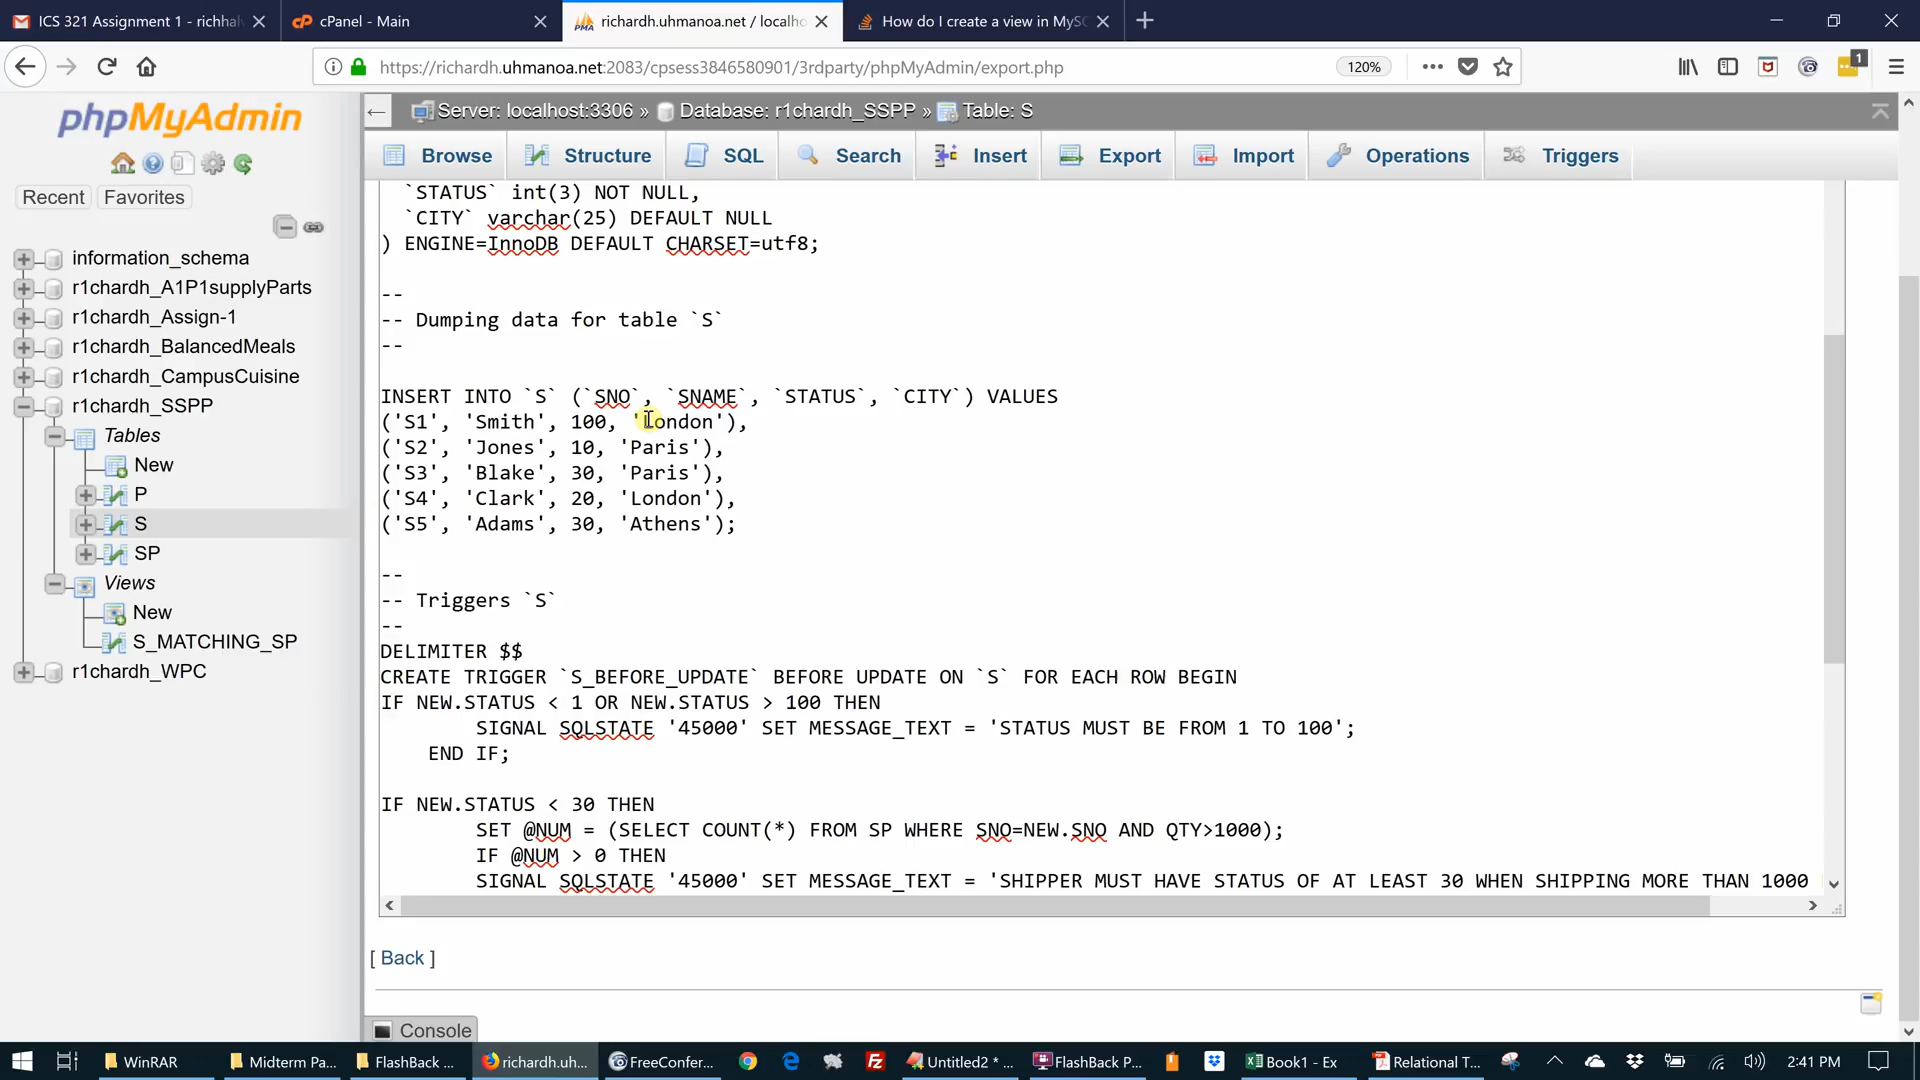 ICS 321 Assignment 1 - richhal
cPanel - Main
richardh.uhmanoa.net / localho
How do I create a view in MySQ
https://richardh.uhmanoa.net:2083/cpsess3846580901/3rdparty/phpMyAdmin/export.php
120%
1
phpMyAdmin
Recent
Favorites
information_schema
r1chardh_A1P1supplyParts
r1chardh_Assign-1
r1chardh_BalancedMeals
r1chardh_CampusCuisine
r1chardh_SSPP
Tables
New
P
S
SP
Views
New
S_MATCHING_SP
r1chardh_WPC
Server: localhost:3306 » Database: r1chardh_SSPP » Table: S
Browse
Structure
SQL
Search
Insert
Export
Import
Operations
Triggers
`STATUS` int(3) NOT NULL,
`CITY` varchar(25) DEFAULT NULL
) ENGINE=InnoDB DEFAULT CHARSET=utf8;
--
-- Dumping data for table `S`
--
INSERT INTO `S` (`SNO`, `SNAME`, `STATUS`, `CITY`) VALUES
('S1', 'Smith', 100, 'London'),
('S2', 'Jones', 10, 'Paris'),
('S3', 'Blake', 30, 'Paris'),
('S4', 'Clark', 20, 'London'),
('S5', 'Adams', 30, 'Athens');
--
-- Triggers `S`
--
DELIMITER $$
CREATE TRIGGER `S_BEFORE_UPDATE` BEFORE UPDATE ON `S` FOR EACH ROW BEGIN
IF NEW.STATUS < 1 OR NEW.STATUS > 100 THEN
SIGNAL SQLSTATE '45000' SET MESSAGE_TEXT = 'STATUS MUST BE FROM 1 TO 100';
END IF;
IF NEW.STATUS < 30 THEN
SET @NUM = (SELECT COUNT(*) FROM SP WHERE SNO=NEW.SNO AND QTY>1000);
IF @NUM > 0 THEN
SIGNAL SQLSTATE '45000' SET MESSAGE_TEXT = 'SHIPPER MUST HAVE STATUS OF AT LEAST 30 WHEN SHIPPING MORE THAN 1000
[ Back ]
Console
WinRAR
Midterm Pa...
FlashBack ...
richardh.uh...
FreeConfer...
Untitled2 * ...
FlashBack P...
Book1 - Ex
Relational T...
2:41 PM